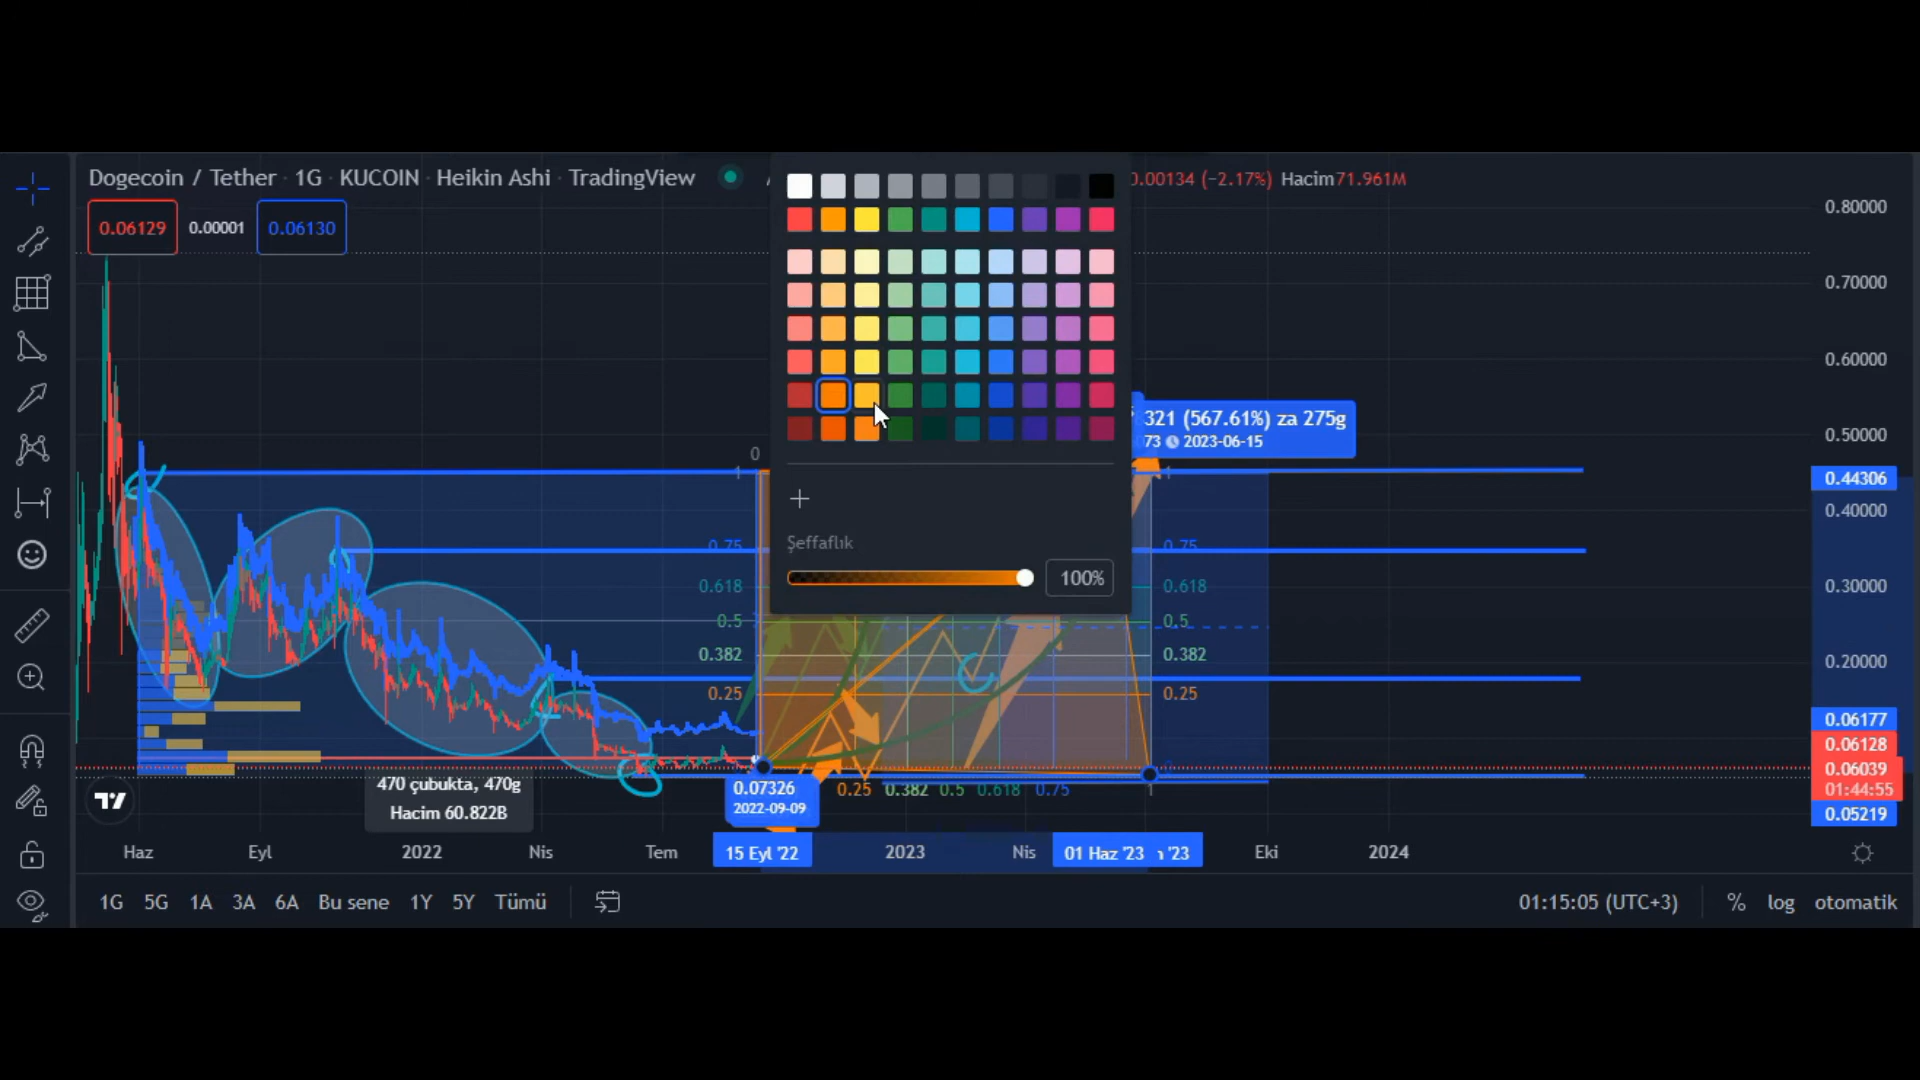 Dogecoin / Tether · 1G · KUCOIN · Heikin Ashi · TradingView
0.00134 (−2.17%) Hacim71.961M
0.06129 0.00001 0.06130
0.80000
0.70000
0.60000
0.50000
0.44306
0.40000
0.30000
0.20000
0.06177
0.06128
0.06039
01:44:55
0.05219
Şeffaflık
100%
321 (567.61%) za 275g
73 2023-06-15
0
1
0.75
0.618
0.5
0.382
0.25
1
0.75
0.618
0.5
0.382
0.25
0
470 çubukta, 470g
Hacim 60.822B
0.07326
2022-09-09
0.25 0.382 0.5 0.618 0.75 1
Haz Eyl 2022 Nis Tem 15 Eyl '22 2023 Nis 01 Haz '23 '23 Eki 2024
1G 5G 1A 3A 6A Bu sene 1Y 5Y Tümü
01:15:05 (UTC+3) % log otomatik